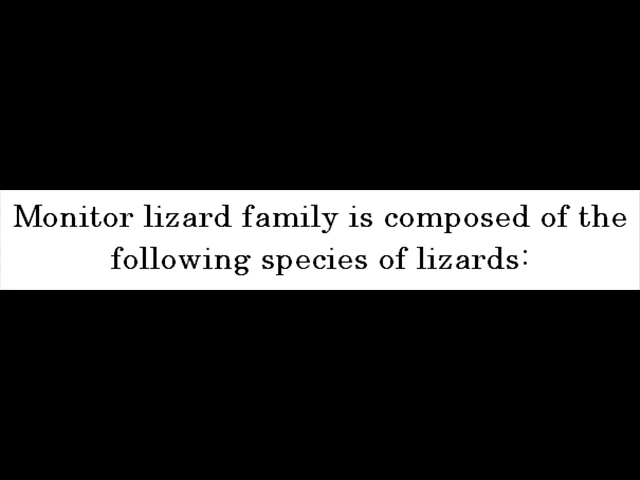 Monitor lizard family is composed of the
following species of lizards: